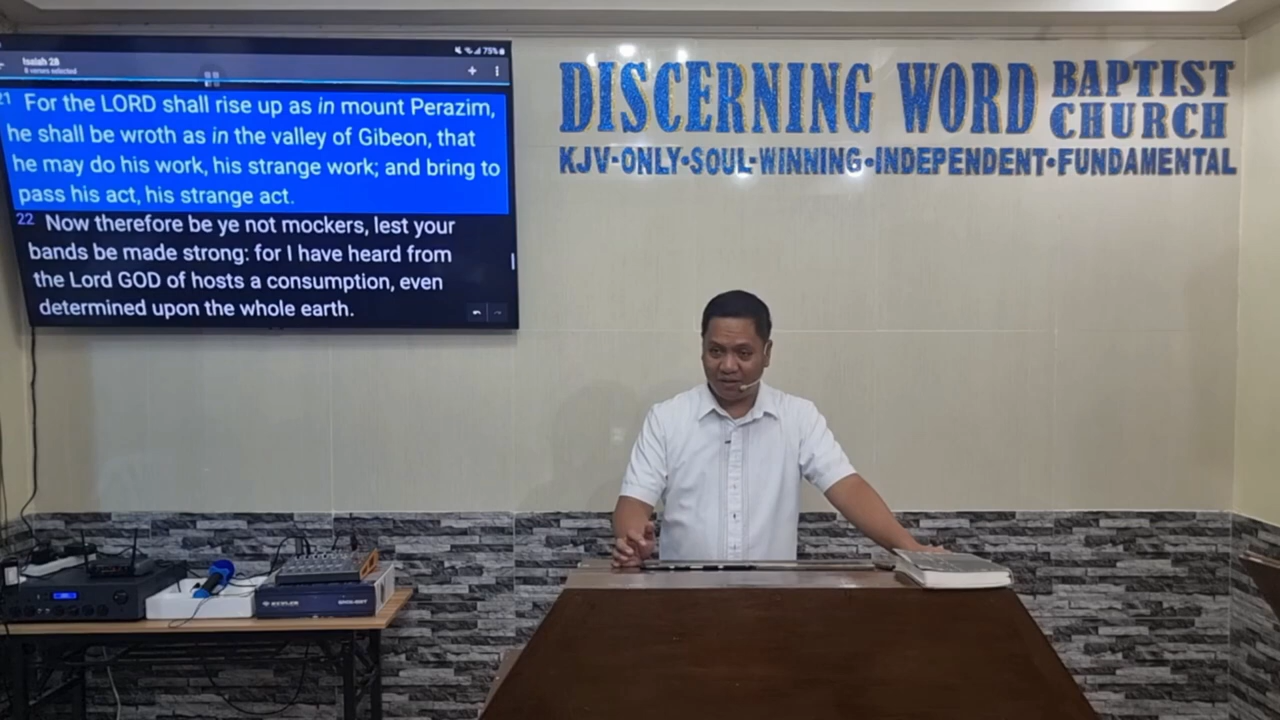 75%
Isaiah 28
8 verses selected
21 For the LORD shall rise up as in mount Perazim,
he shall be wroth as in the valley of Gibeon, that
he may do his work, his strange work; and bring to
pass his act, his strange act.
22 Now therefore be ye not mockers, lest your
bands be made strong: for I have heard from
the Lord GOD of hosts a consumption, even
determined upon the whole earth.
DISCERNING WORD BAPTIST
CHURCH
KJV-ONLY•SOUL-WINNING•INDEPENDENT•FUNDAMENTAL